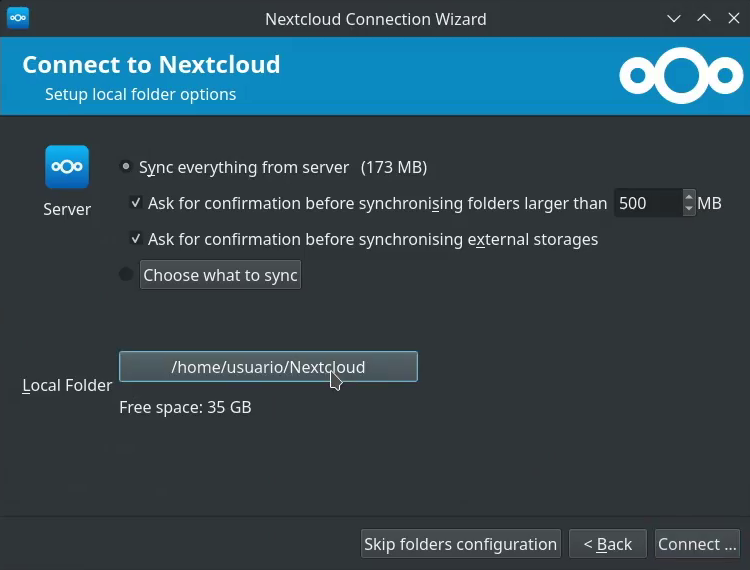 Nextcloud Connection Wizard
Connect to Nextcloud
Setup local folder options
Server
Sync everything from server (173 MB)
Ask for confirmation before synchronising folders larger than 500 MB
Ask for confirmation before synchronising external storages
Choose what to sync
Local Folder
/home/usuario/Nextcloud
Free space: 35 GB
Skip folders configuration
< Back
Connect ...